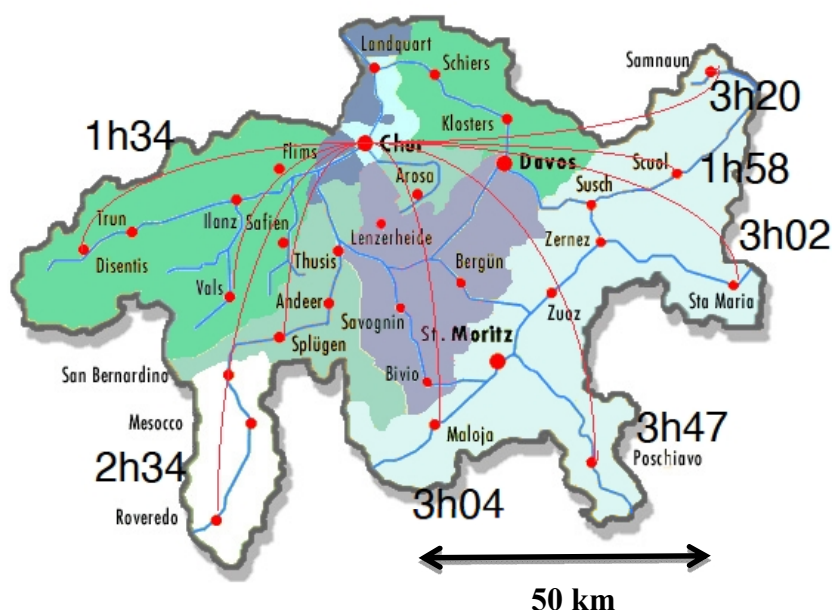 Landquart
Schiers
Samnaun
3h20
1h34
Klosters
Flims
Chur
Davos
Arosa
Scuol
1h58
Susch
Trun
Ilanz
Safien
Lenzerheide
3h02
Zernez
Disentis
Thusis
Bergün
Vals
Andeer
Sta Maria
Savognin
Zuoz
St. Moritz
Splügen
San Bernardino
Bivio
Mesocco
Maloja
3h47
2h34
Poschiavo
3h04
Roveredo
50 km